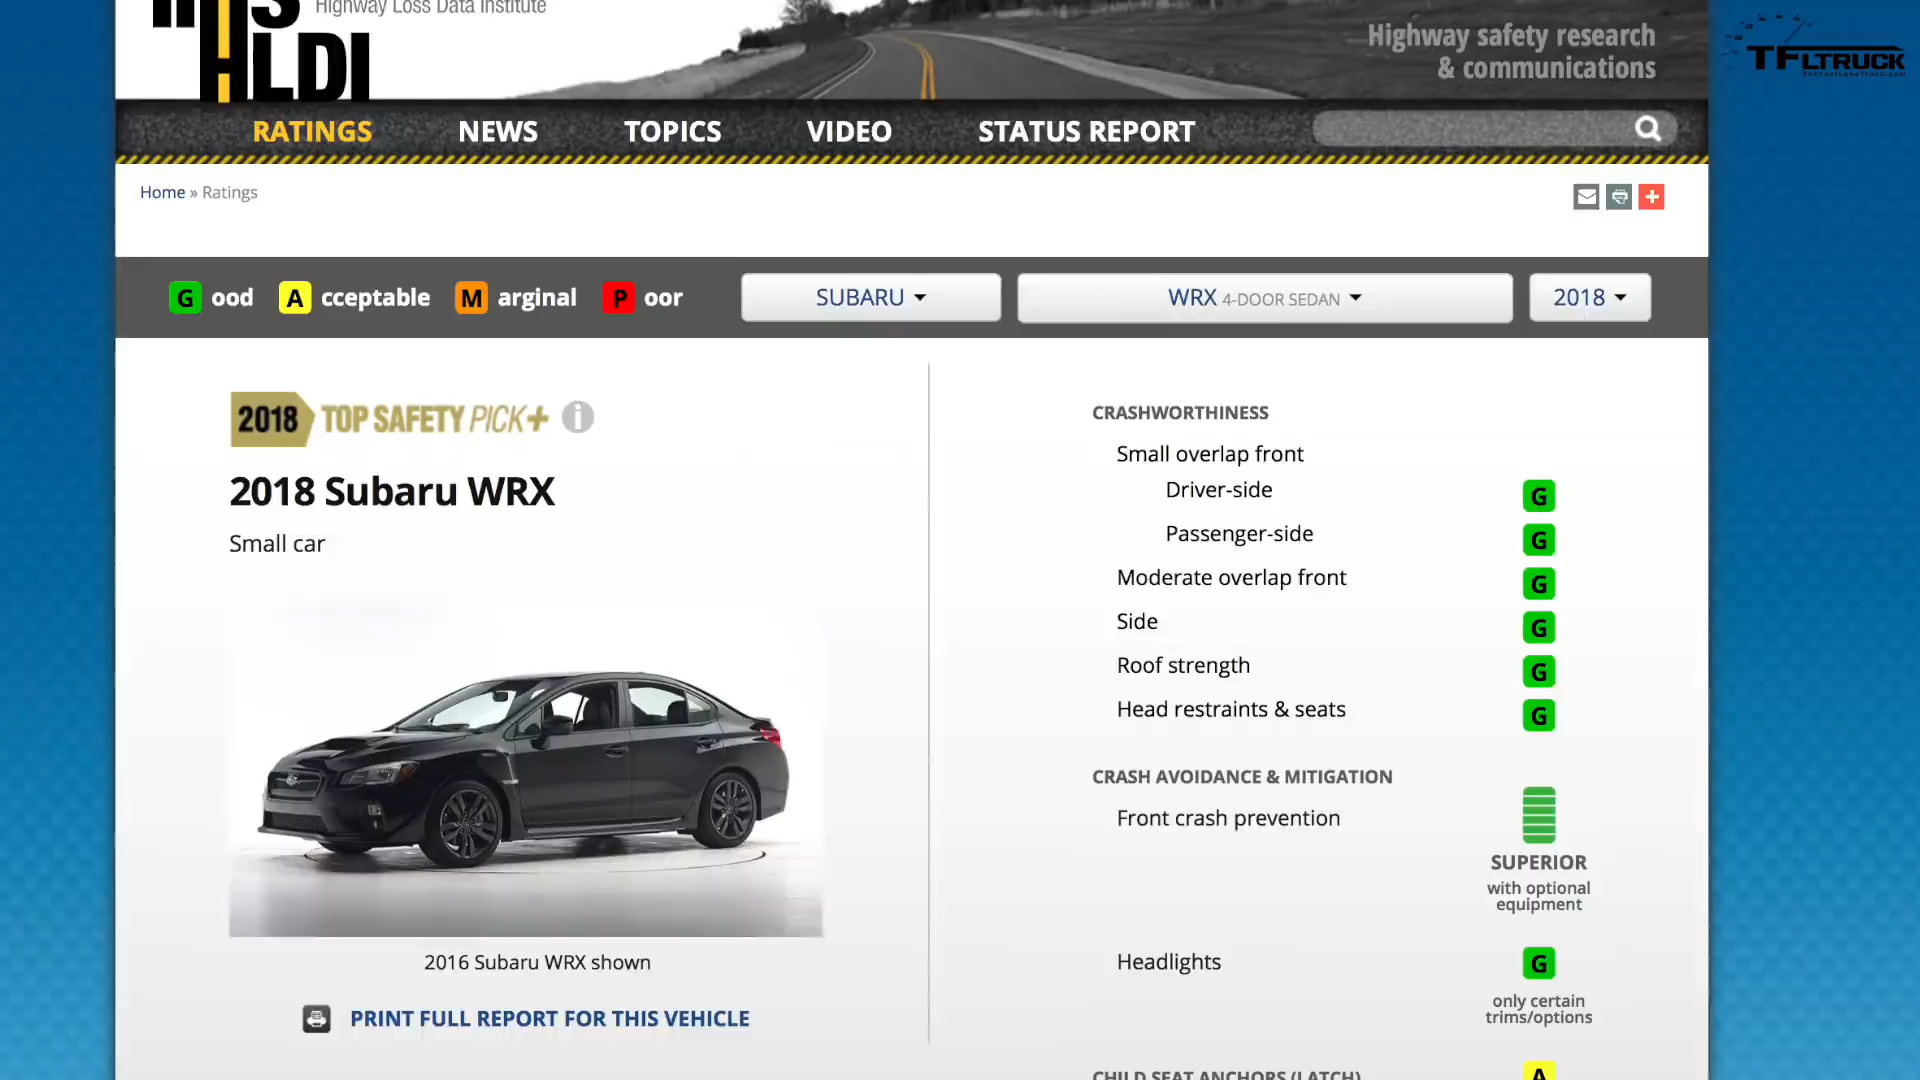 Highway Loss Data Institute
HLDI
Highway safety research
& communications
TFLTRUCK
RATINGS NEWS TOPICS VIDEO STATUS REPORT
Home » Ratings
G ood A cceptable M arginal P oor SUBARU WRX 4-DOOR SEDAN 2018
2018 TOP SAFETY PICK+ i
2018 Subaru WRX
Small car
2016 Subaru WRX shown
PRINT FULL REPORT FOR THIS VEHICLE
CRASHWORTHINESS
Small overlap front
Driver-side G
Passenger-side G
Moderate overlap front G
Side G
Roof strength G
Head restraints & seats G
CRASH AVOIDANCE & MITIGATION
Front crash prevention
SUPERIOR
with optional
equipment
Headlights G
only certain
trims/options
CHILD SEAT ANCHORS (LATCH) A